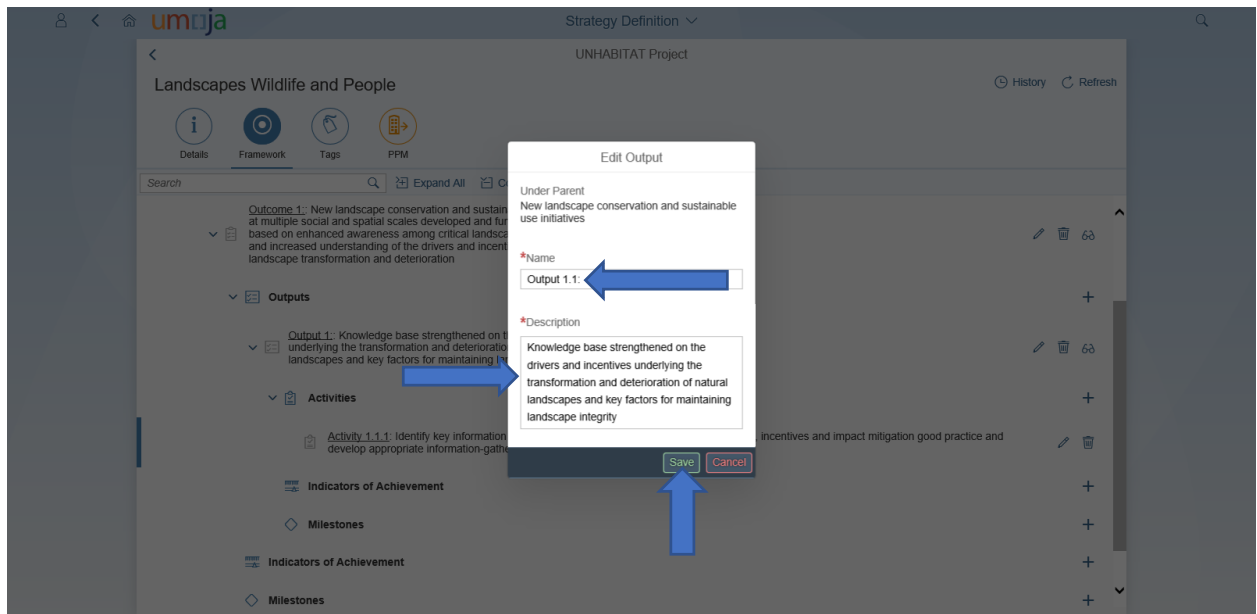 umoja
Strategy Definition
UNHABITAT Project
Landscapes Wildlife and People
History
Refresh
Details
Framework
Tags
PPM
Search
Expand All
Outcome 1:: New landscape conservation and sustain
at multiple social and spatial scales developed and fur
based on enhanced awareness among critical landsca
and increased understanding of the drivers and incent
landscape transformation and deterioration
Outputs
Output 1:: Knowledge base strengthened on t
underlying the transformation and deterioratio
landscapes and key factors for maintaining
Activities
Activity 1.1.1: Identify key information
incentives and impact mitigation good practice and
develop appropriate information-gathe
Indicators of Achievement
Milestones
Indicators of Achievement
Milestones
Edit Output
Under Parent
New landscape conservation and sustainable
use initiatives
*Name
Output 1.1:
*Description
Knowledge base strengthened on the
drivers and incentives underlying the
transformation and deterioration of natural
landscapes and key factors for maintaining
landscape integrity
Save
Cancel